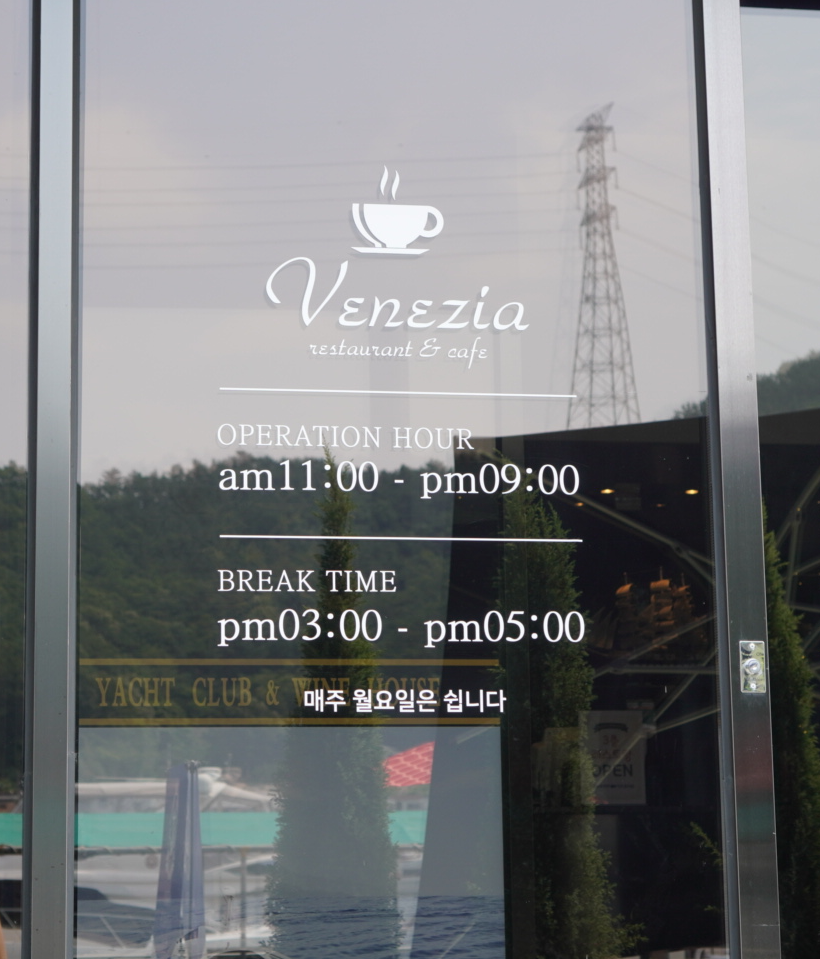 Venezia
restaurant & cafe
OPERATION HOUR
am11:00 - pm09:00
BREAK TIME
pm03:00 - pm05:00
YACHT CLUB & WINE HOUSE
매주 월요일은 쉽니다
OPEN